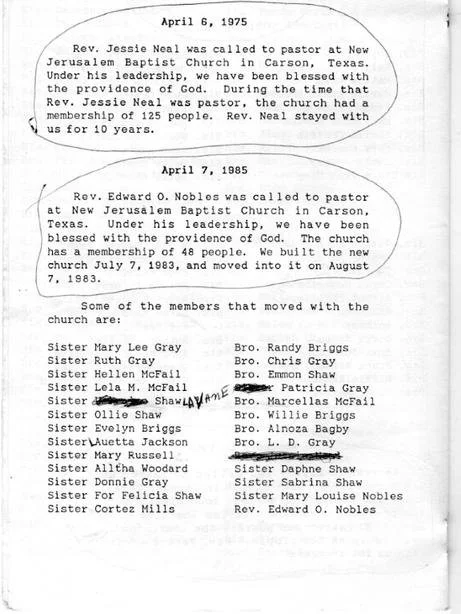 April 6, 1975
Rev. Jessie Neal was called to pastor at New
Jerusalem Baptist Church in Carson, Texas.
Under his leadership, we have been blessed with
the providence of God. During the time that
Rev. Jessie Neal was pastor, the church had a
membership of 125 people. Rev. Neal stayed with
us for 10 years.
April 7, 1985
Rev. Edward O. Nobles was called to pastor
at New Jerusalem Baptist Church in Carson,
Texas. Under his leadership, we have been
blessed with the providence of God. The church
has a membership of 48 people. We built the new
church July 7, 1983, and moved into it on August
7, 1983.
Some of the members that moved with the
church are:
Sister Mary Lee Gray
Sister Ruth Gray
Sister Hellen McFail
Sister Lela M. McFail
Sister Shaw LAVANE
Sister Ollie Shaw
Sister Evelyn Briggs
Sister Lauetta Jackson
Sister Mary Russell
Sister Alltha Woodard
Sister Donnie Gray
Sister For Felicia Shaw
Sister Cortez Mills
Bro. Randy Briggs
Bro. Chris Gray
Bro. Emmon Shaw
Patricia Gray
Bro. Marcellas McFail
Bro. Willie Briggs
Bro. Alnoza Bagby
Bro. L. D. Gray
Sister Daphne Shaw
Sister Sabrina Shaw
Sister Mary Louise Nobles
Rev. Edward O. Nobles